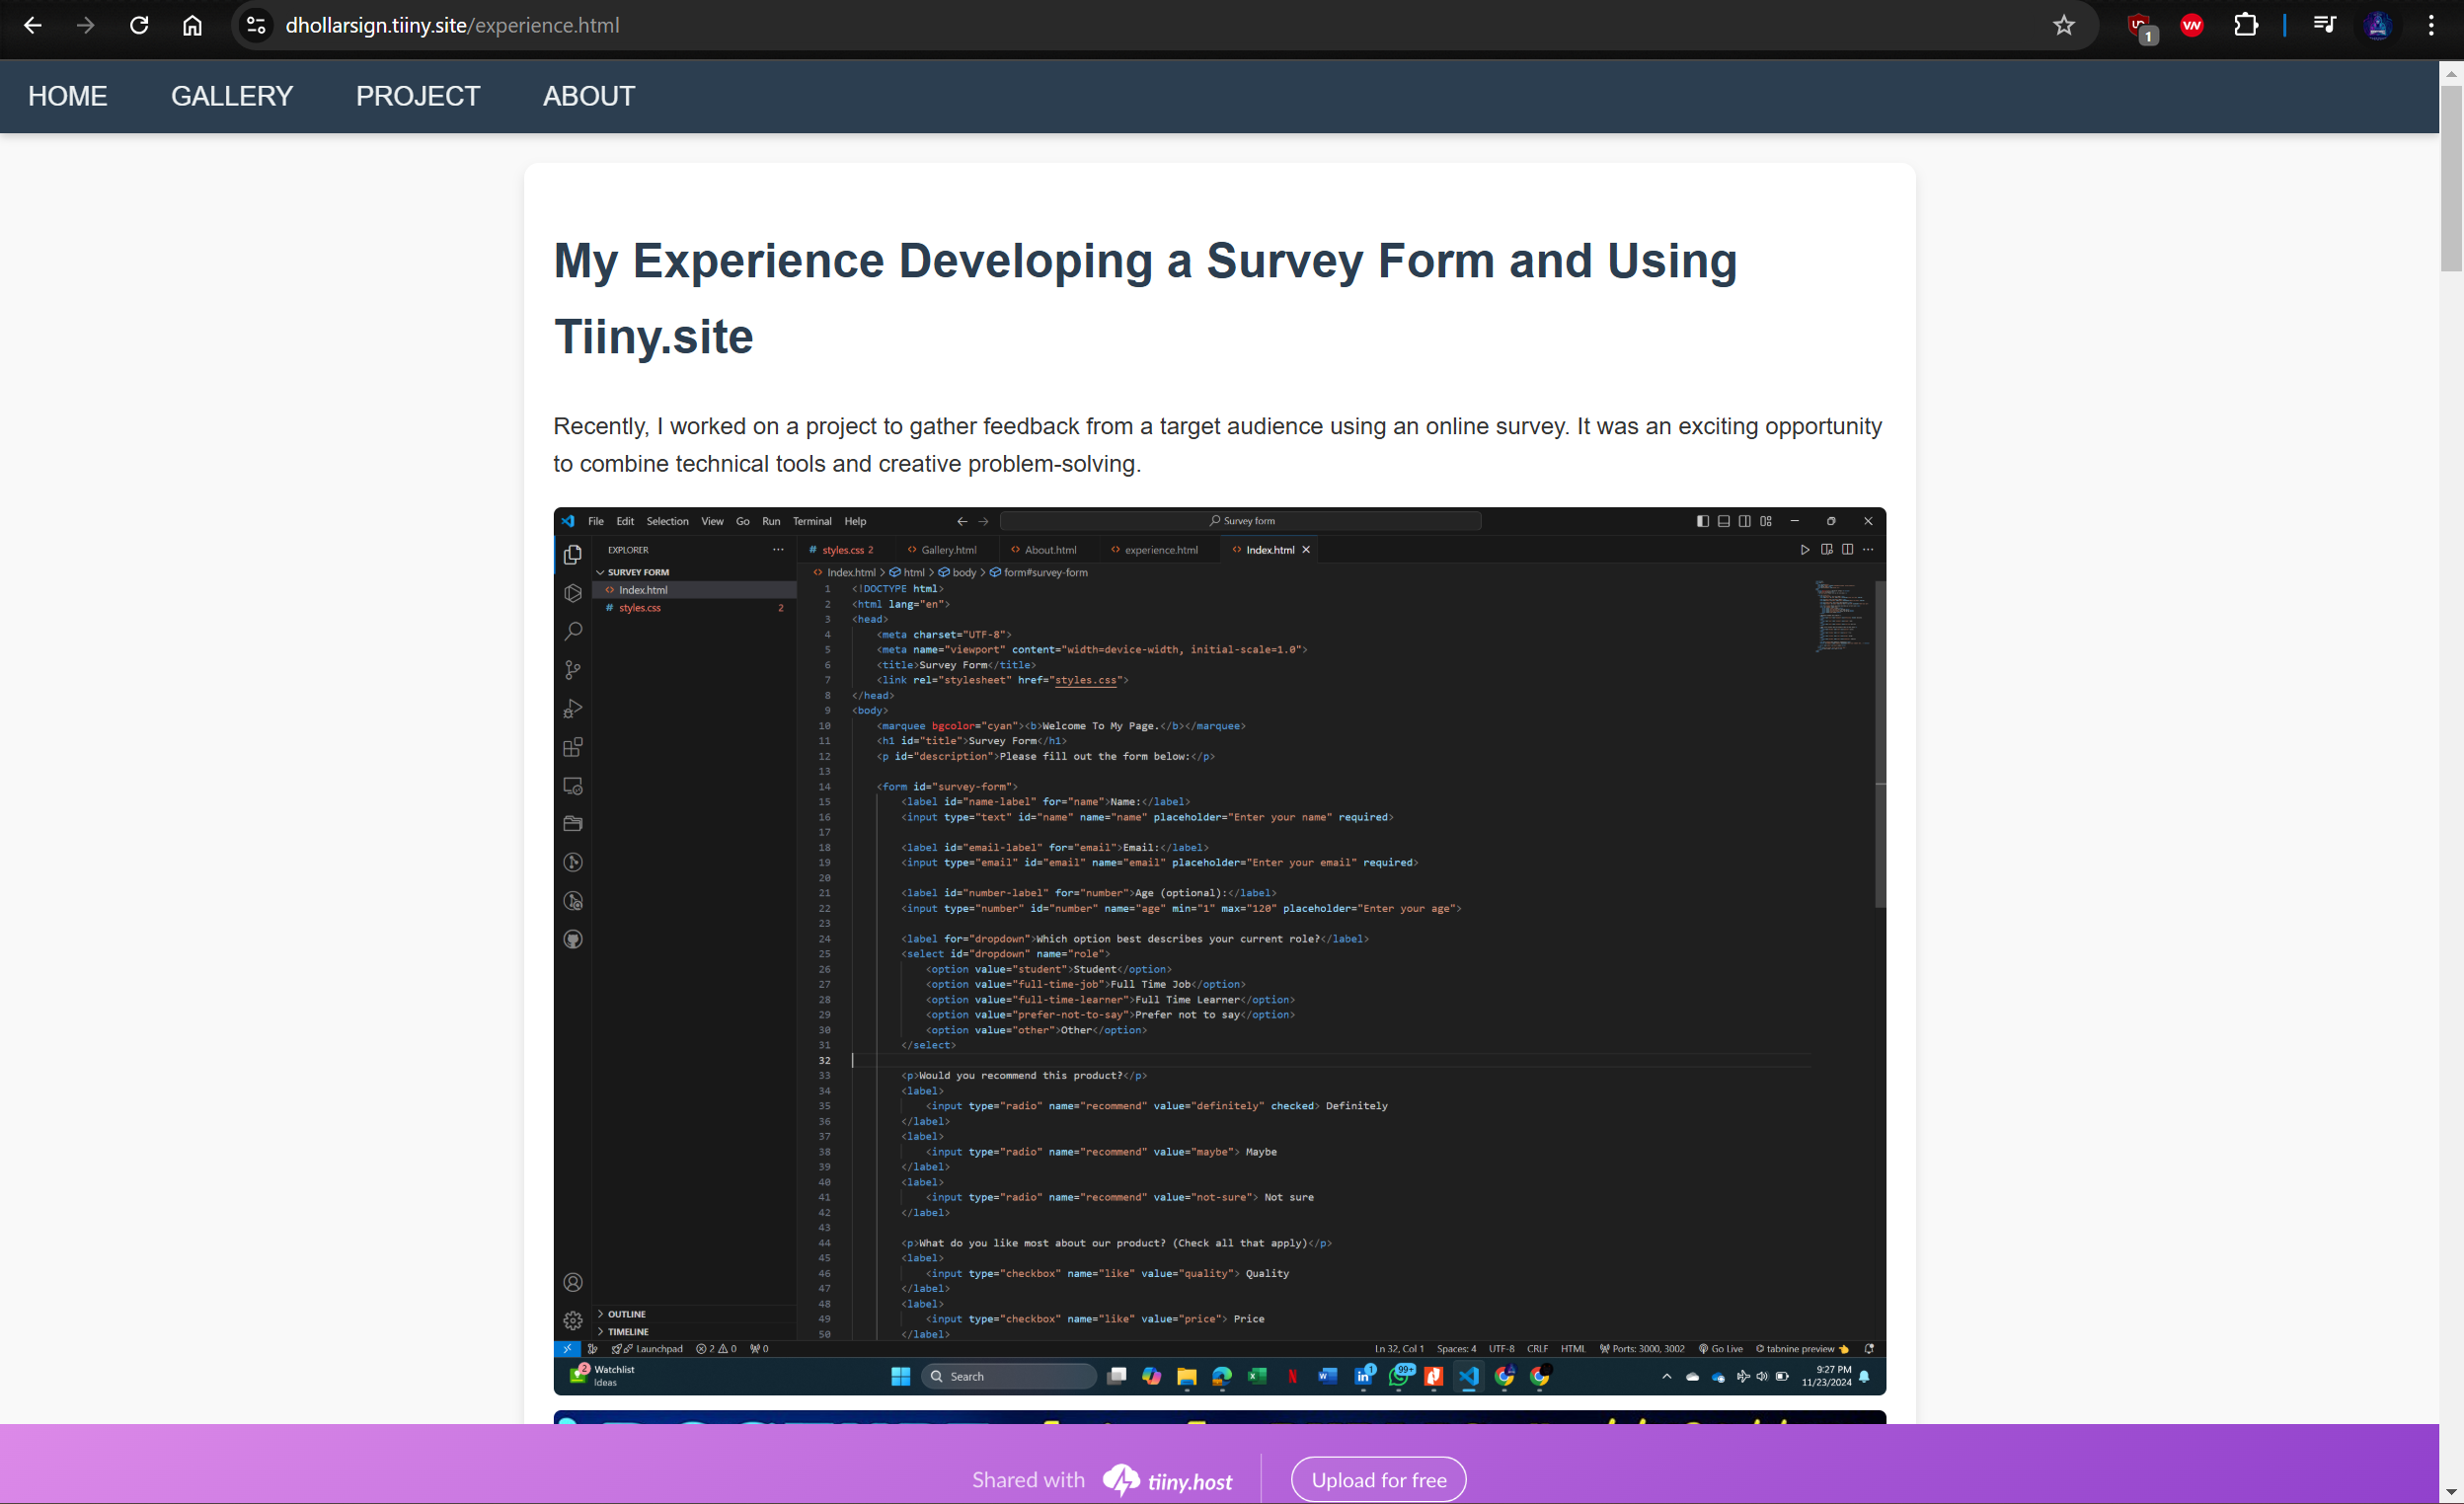 dhollarsign.tiiny.site/experience.html
1
HOME GALLERY PROJECT ABOUT
My Experience Developing a Survey Form and Using
Tiiny.site
Recently, I worked on a project to gather feedback from a target audience using an online survey. It was an exciting opportunity
to combine technical tools and creative problem-solving.
File Edit Selection View Go Run Terminal Help
Survey form
EXPLORER
# styles.css 2 <> Gallery.html <> About.html <> experience.html <> Index.html
SURVEY FORM
<> Index.html
# styles.css 2
<> Index.html > html > body > form#survey-form
1 <!DOCTYPE html>
2 <html lang="en">
3 <head>
4 <meta charset="UTF-8">
5 <meta name="viewport" content="width=device-width, initial-scale=1.0">
6 <title>Survey Form</title>
7 <link rel="stylesheet" href="styles.css">
8 </head>
9 <body>
10 <marquee bgcolor="cyan"><b>Welcome To My Page.</b></marquee>
11 <h1 id="title">Survey Form</h1>
12 <p id="description">Please fill out the form below:</p>
13
14 <form id="survey-form">
15 <label id="name-label" for="name">Name:</label>
16 <input type="text" id="name" name="name" placeholder="Enter your name" required>
17
18 <label id="email-label" for="email">Email:</label>
19 <input type="email" id="email" name="email" placeholder="Enter your email" required>
20
21 <label id="number-label" for="number">Age (optional):</label>
22 <input type="number" id="number" name="age" min="1" max="120" placeholder="Enter your age">
23
24 <label for="dropdown">Which option best describes your current role?</label>
25 <select id="dropdown" name="role">
26 <option value="student">Student</option>
27 <option value="full-time-job">Full Time Job</option>
28 <option value="full-time-learner">Full Time Learner</option>
29 <option value="prefer-not-to-say">Prefer not to say</option>
30 <option value="other">Other</option>
31 </select>
32
33 <p>Would you recommend this product?</p>
34 <label>
35 <input type="radio" name="recommend" value="definitely" checked> Definitely
36 </label>
37 <label>
38 <input type="radio" name="recommend" value="maybe"> Maybe
39 </label>
40 <label>
41 <input type="radio" name="recommend" value="not-sure"> Not sure
42 </label>
43
44 <p>What do you like most about our product? (Check all that apply)</p>
45 <label>
46 <input type="checkbox" name="like" value="quality"> Quality
47 </label>
48 <label>
49 <input type="checkbox" name="like" value="price"> Price
50 </label>
OUTLINE
TIMELINE
Launchpad 2 0 0
Ln 32, Col 1 Spaces: 4 UTF-8 CRLF HTML Ports: 3000, 3002 Go Live tabnine preview
2 Watchlist
Ideas
Search
1
99+
9:27 PM
11/23/2024
Shared with tiiny.host Upload for free